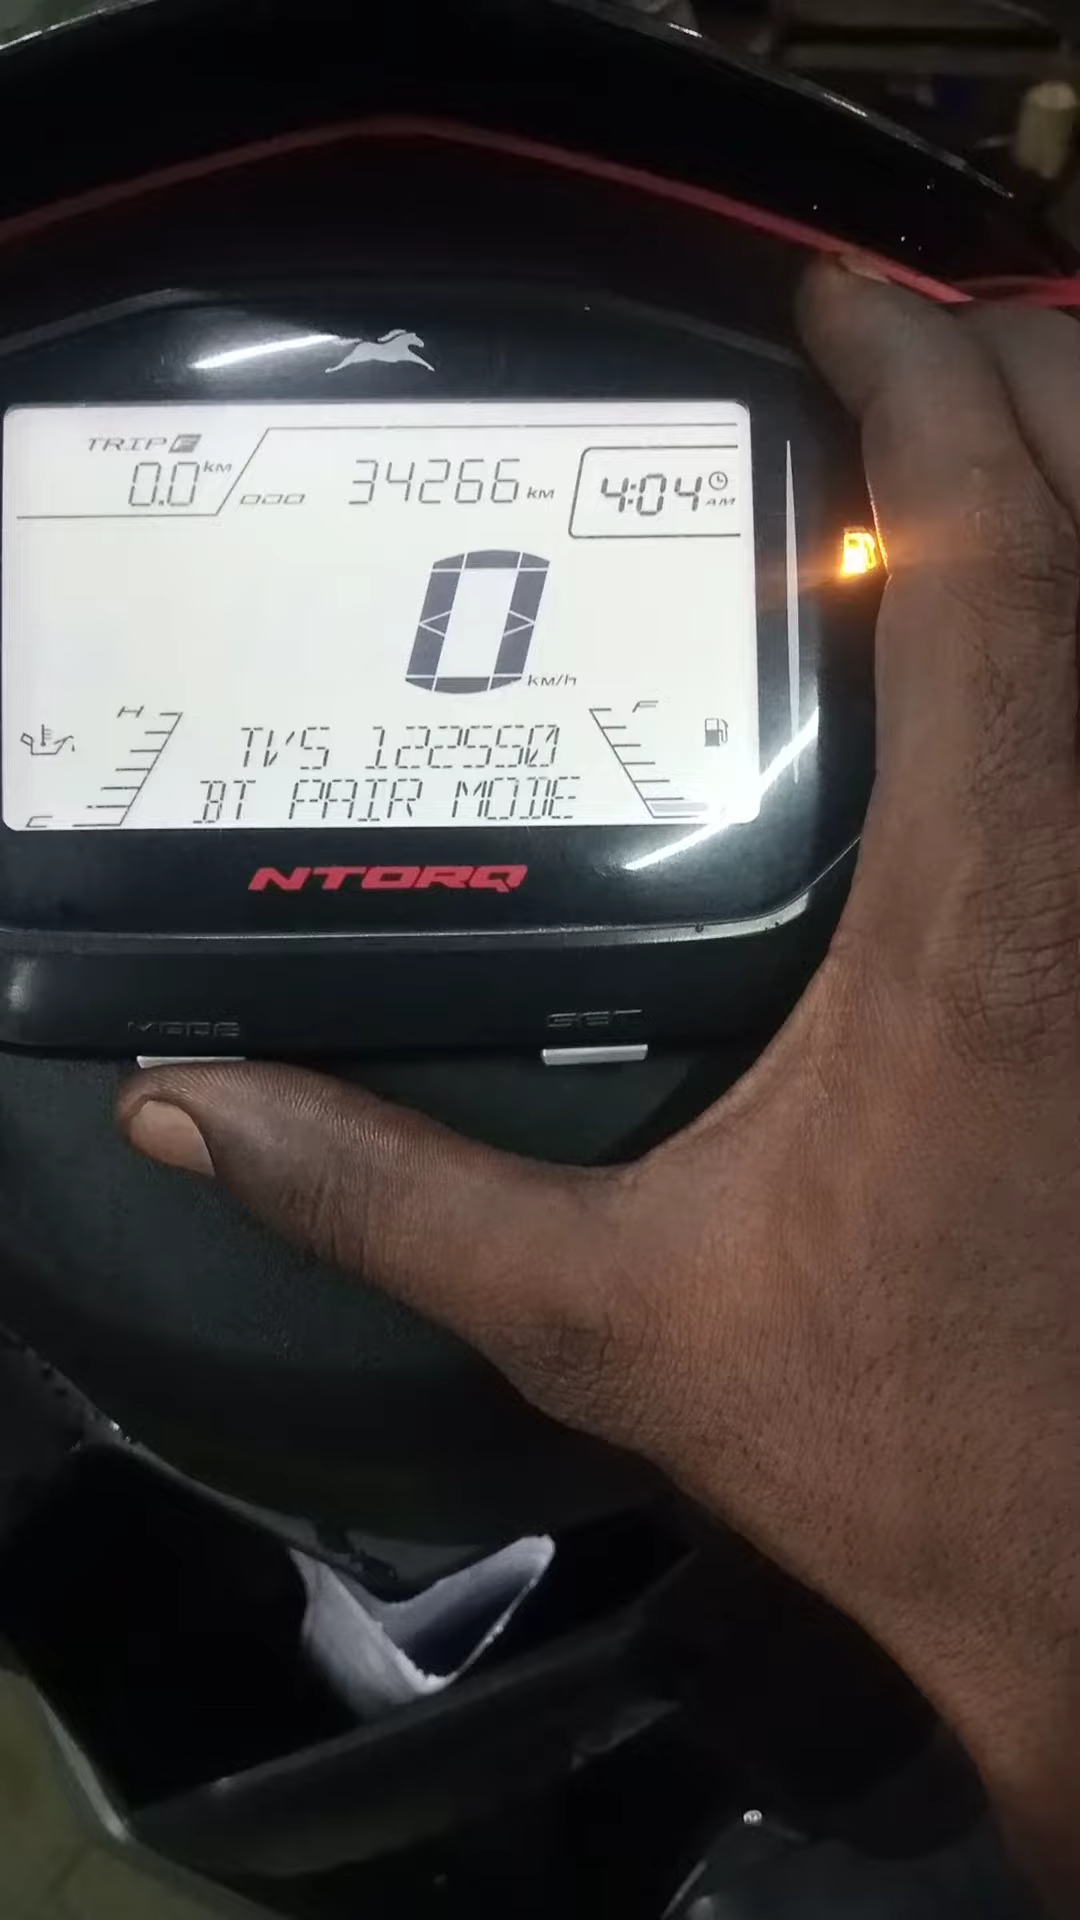 TRIP F
0.0 km
34266 km
4:04 AM
0 km/h
H
F
TVS 122550
BT PAIR MODE
C
NTORQ
MODE
SET